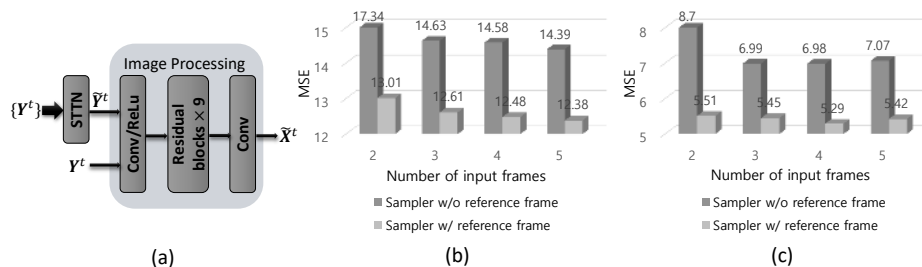 Image Processing
{Yᵗ}
STTN
Ỹᵗ
Yᵗ
Conv/ReLu
Residual blocks × 9
Conv
X̃ᵗ
(a)
MSE
15
14
13
12
17.34
13.01
14.63
12.61
14.58
12.48
14.39
12.38
2 3 4 5
Number of input frames
Sampler w/o reference frame
Sampler w/ reference frame
(b)
MSE
8
7
6
5
8.7
5.51
6.99
5.45
6.98
5.29
7.07
5.42
2 3 4 5
Number of input frames
Sampler w/o reference frame
Sampler w/ reference frame
(c)